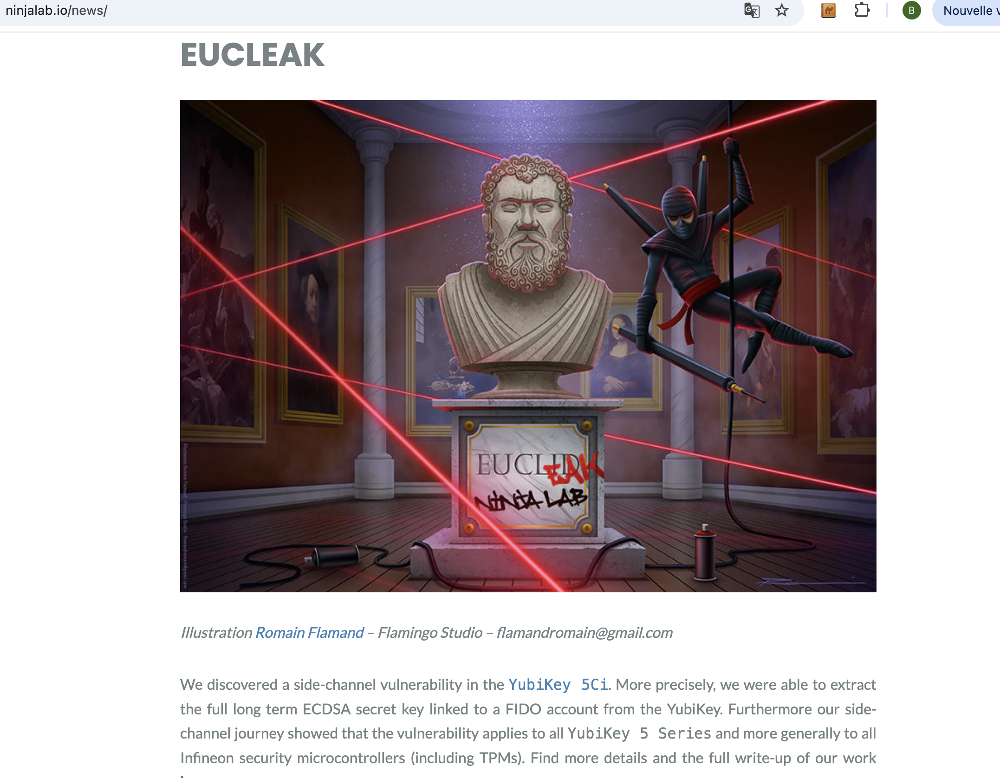 ninjalab.io/news/
B
Nouvelle
EUCLEAK
EUCLID
EAK
NINJA LAB
Illustration Romain Flamand – Flamingo Studio – flamandromain@gmail.com
We discovered a side-channel vulnerability in the YubiKey 5Ci. More precisely, we were able to extract
the full long term ECDSA secret key linked to a FIDO account from the YubiKey. Furthermore our side-
channel journey showed that the vulnerability applies to all YubiKey 5 Series and more generally to all
Infineon security microcontrollers (including TPMs). Find more details and the full write-up of our work